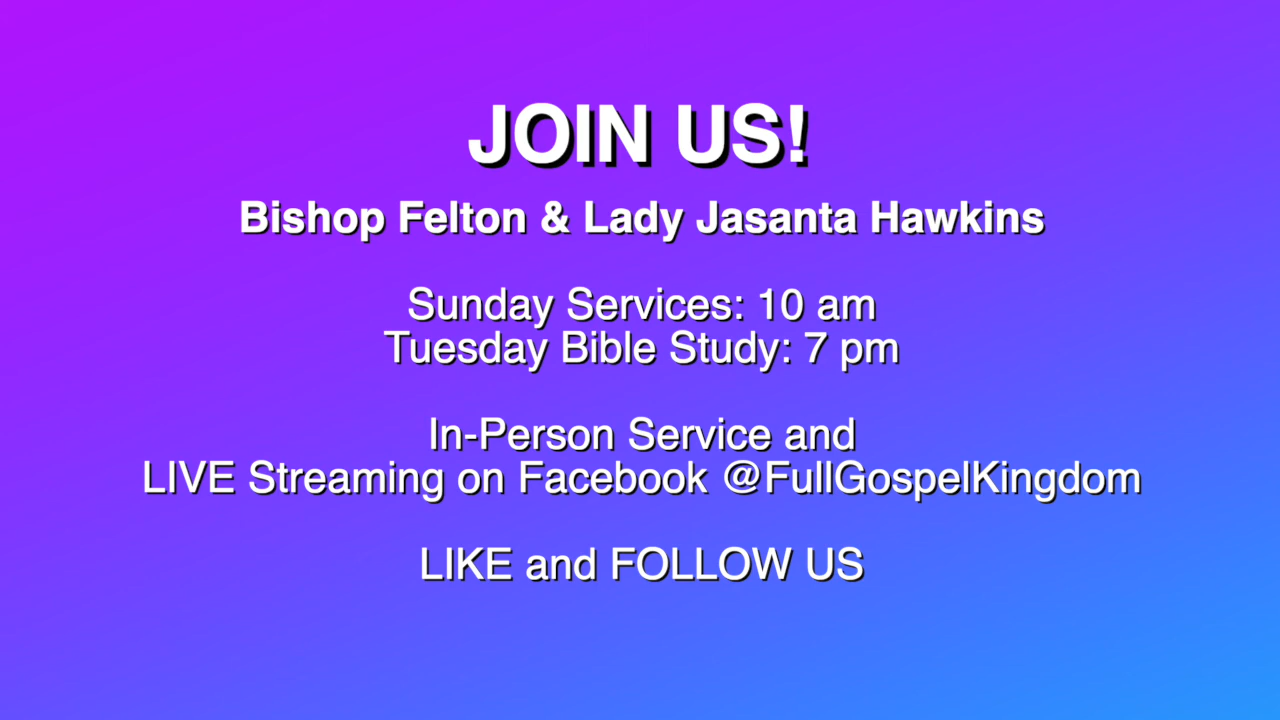 JOIN US!
Bishop Felton & Lady Jasanta Hawkins
Sunday Services: 10 am
Tuesday Bible Study: 7 pm
In-Person Service and
LIVE Streaming on Facebook @FullGospelKingdom
LIKE and FOLLOW US